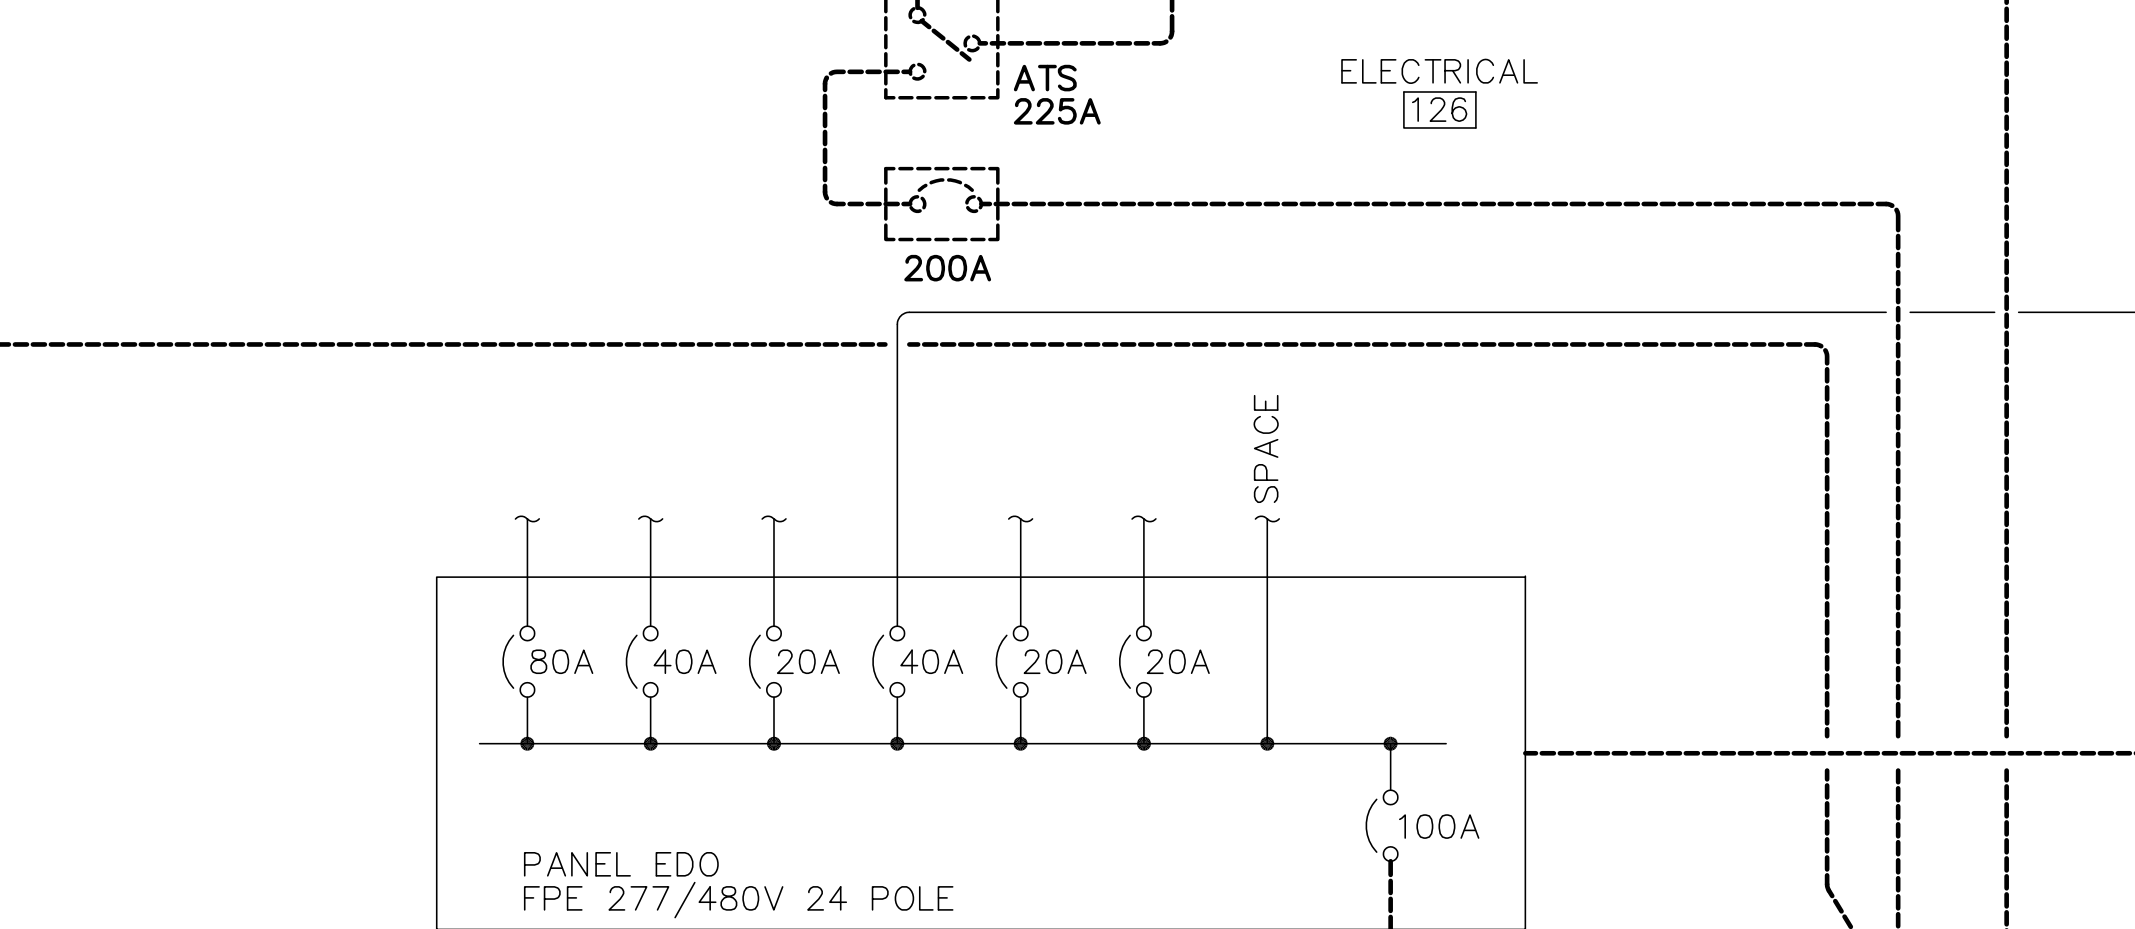 ATS
225A
ELECTRICAL
126
200A
SPACE
80A
40A
20A
40A
20A
20A
100A
PANEL EDO
FPE 277/480V 24 POLE